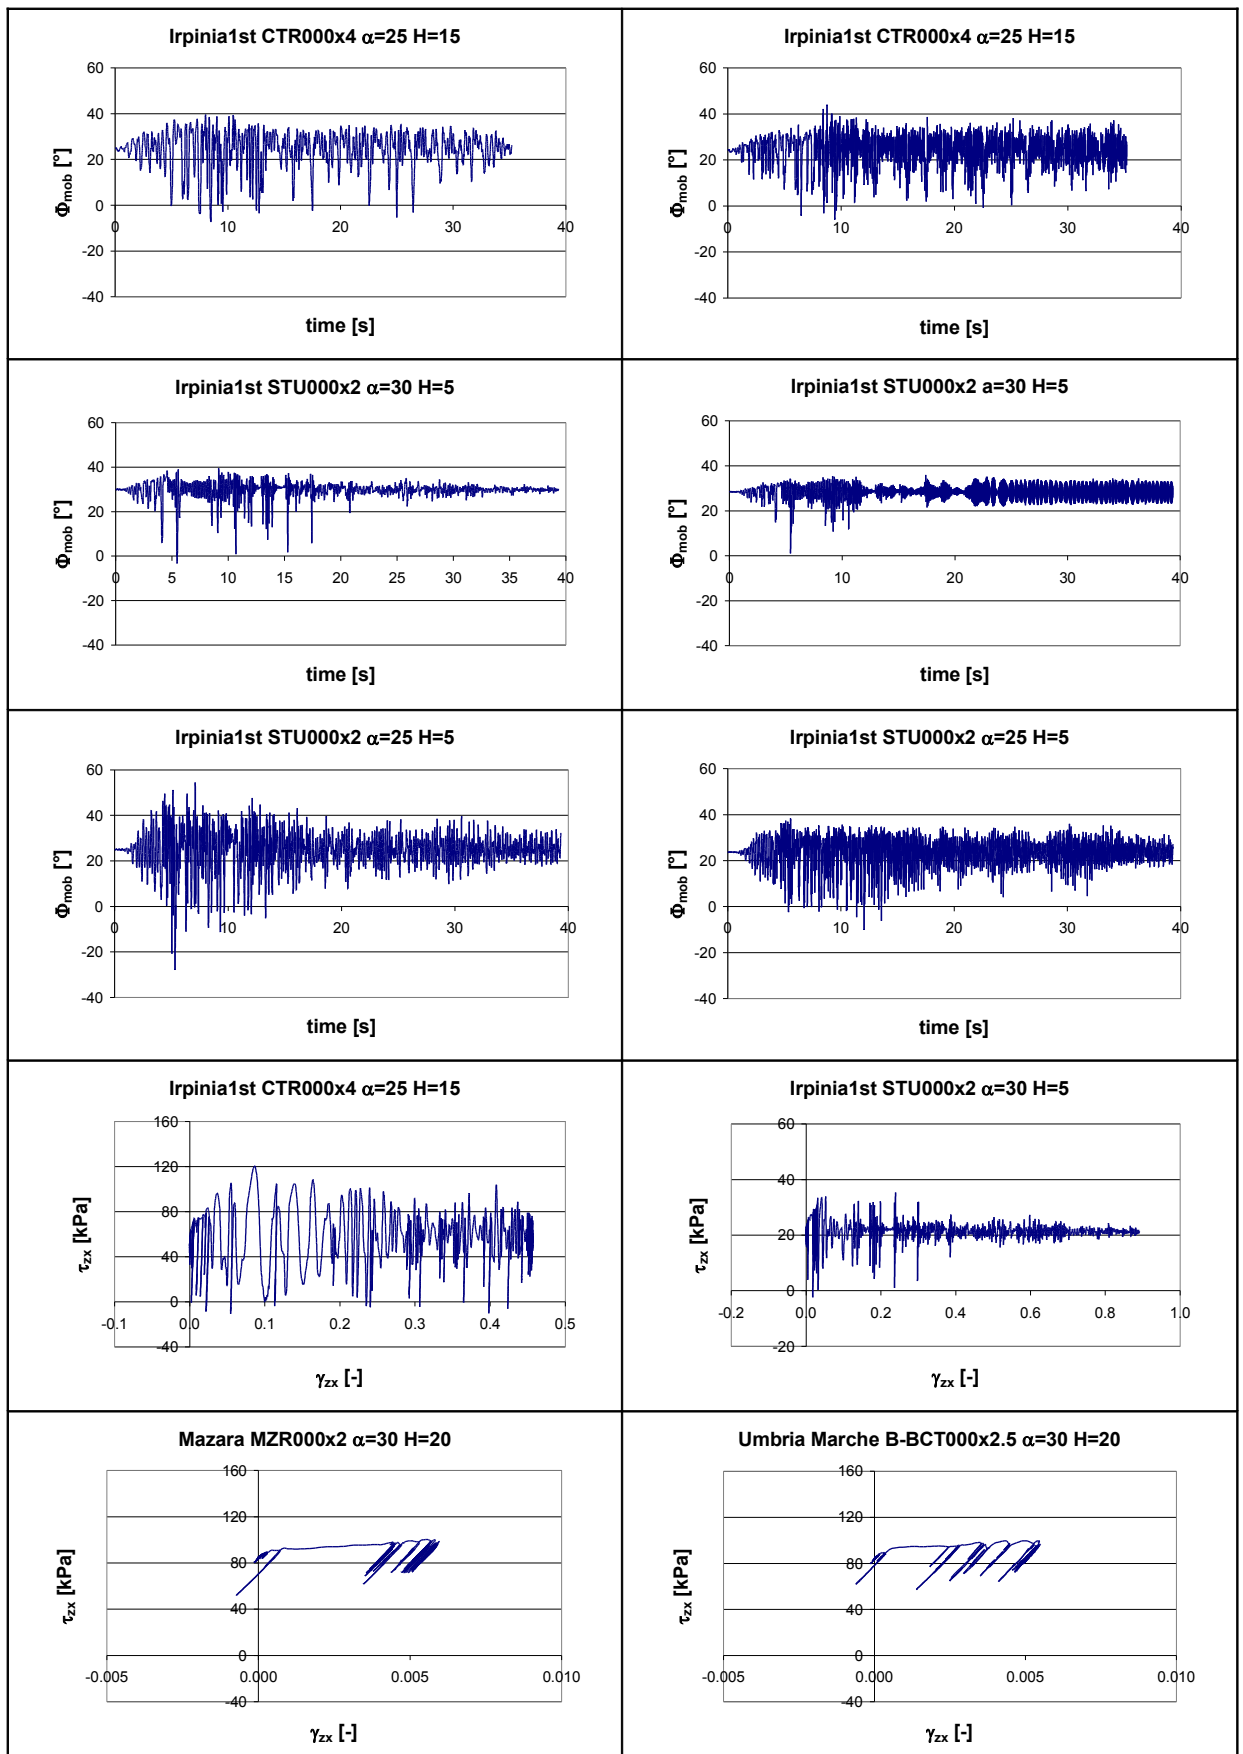 Irpinia1st CTR000x4 α=25 H=15
60
40
20
0
-20
-40
0 10 20 30 40
Φmob [°]
time [s]
Irpinia1st CTR000x4 α=25 H=15
60
40
20
0
-20
-40
0 10 20 30 40
Φmob [°]
time [s]
Irpinia1st STU000x2 α=30 H=5
60
40
20
0
-20
-40
0 5 10 15 20 25 30 35 40
Φmob [°]
time [s]
Irpinia1st STU000x2 a=30 H=5
60
40
20
0
-20
-40
0 10 20 30 40
Φmob [°]
time [s]
Irpinia1st STU000x2 α=25 H=5
60
40
20
0
-20
-40
0 10 20 30 40
Φmob [°]
time [s]
Irpinia1st STU000x2 α=25 H=5
60
40
20
0
-20
-40
0 10 20 30 40
Φmob [°]
time [s]
Irpinia1st CTR000x4 α=25 H=15
160
120
80
40
0
-40
-0.1 0.0 0.1 0.2 0.3 0.4 0.5
τzx [kPa]
γzx [-]
Irpinia1st STU000x2 α=30 H=5
60
40
20
0
-20
-0.2 0.0 0.2 0.4 0.6 0.8 1.0
τzx [kPa]
γzx [-]
Mazara MZR000x2 α=30 H=20
160
120
80
40
0
-40
-0.005 0.000 0.005 0.010
τzx [kPa]
γzx [-]
Umbria Marche B-BCT000x2.5 α=30 H=20
160
120
80
40
0
-40
-0.005 0.000 0.005 0.010
τzx [kPa]
γzx [-]